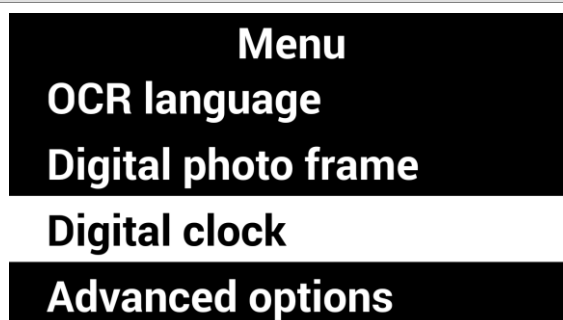 Menu
OCR language
Digital photo frame
Digital clock
Advanced options